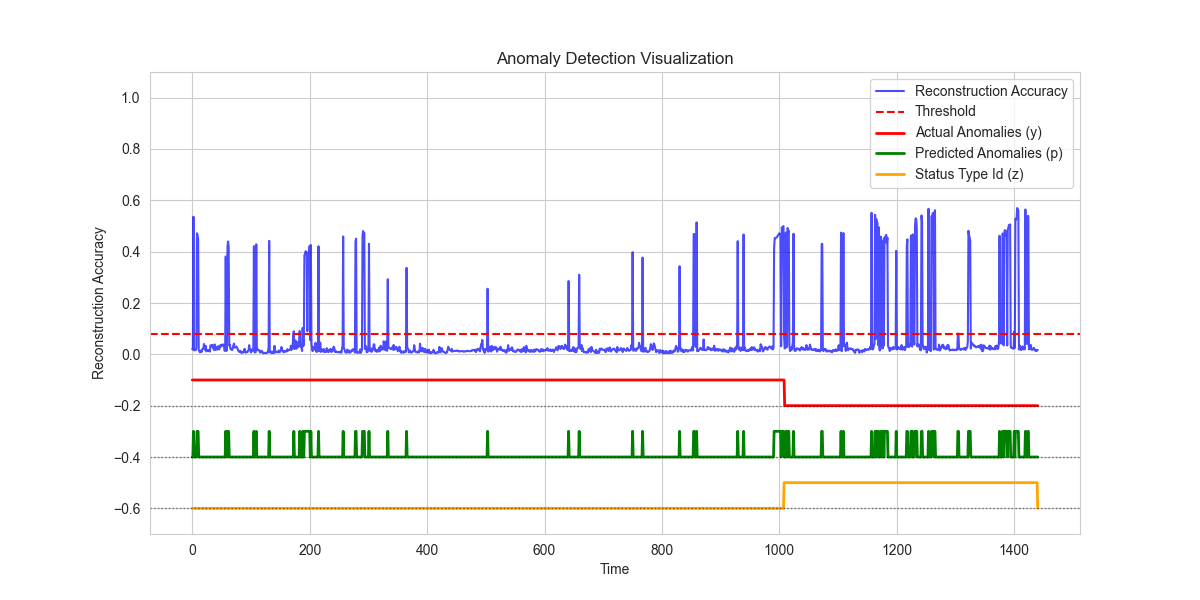 Anomaly Detection Visualization
Reconstruction Accuracy
Threshold
Actual Anomalies (y)
Predicted Anomalies (p)
Status Type Id (z)
Reconstruction Accuracy
1.0
0.8
0.6
0.4
0.2
0.0
−0.2
−0.4
−0.6
0 200 400 600 800 1000 1200 1400
Time